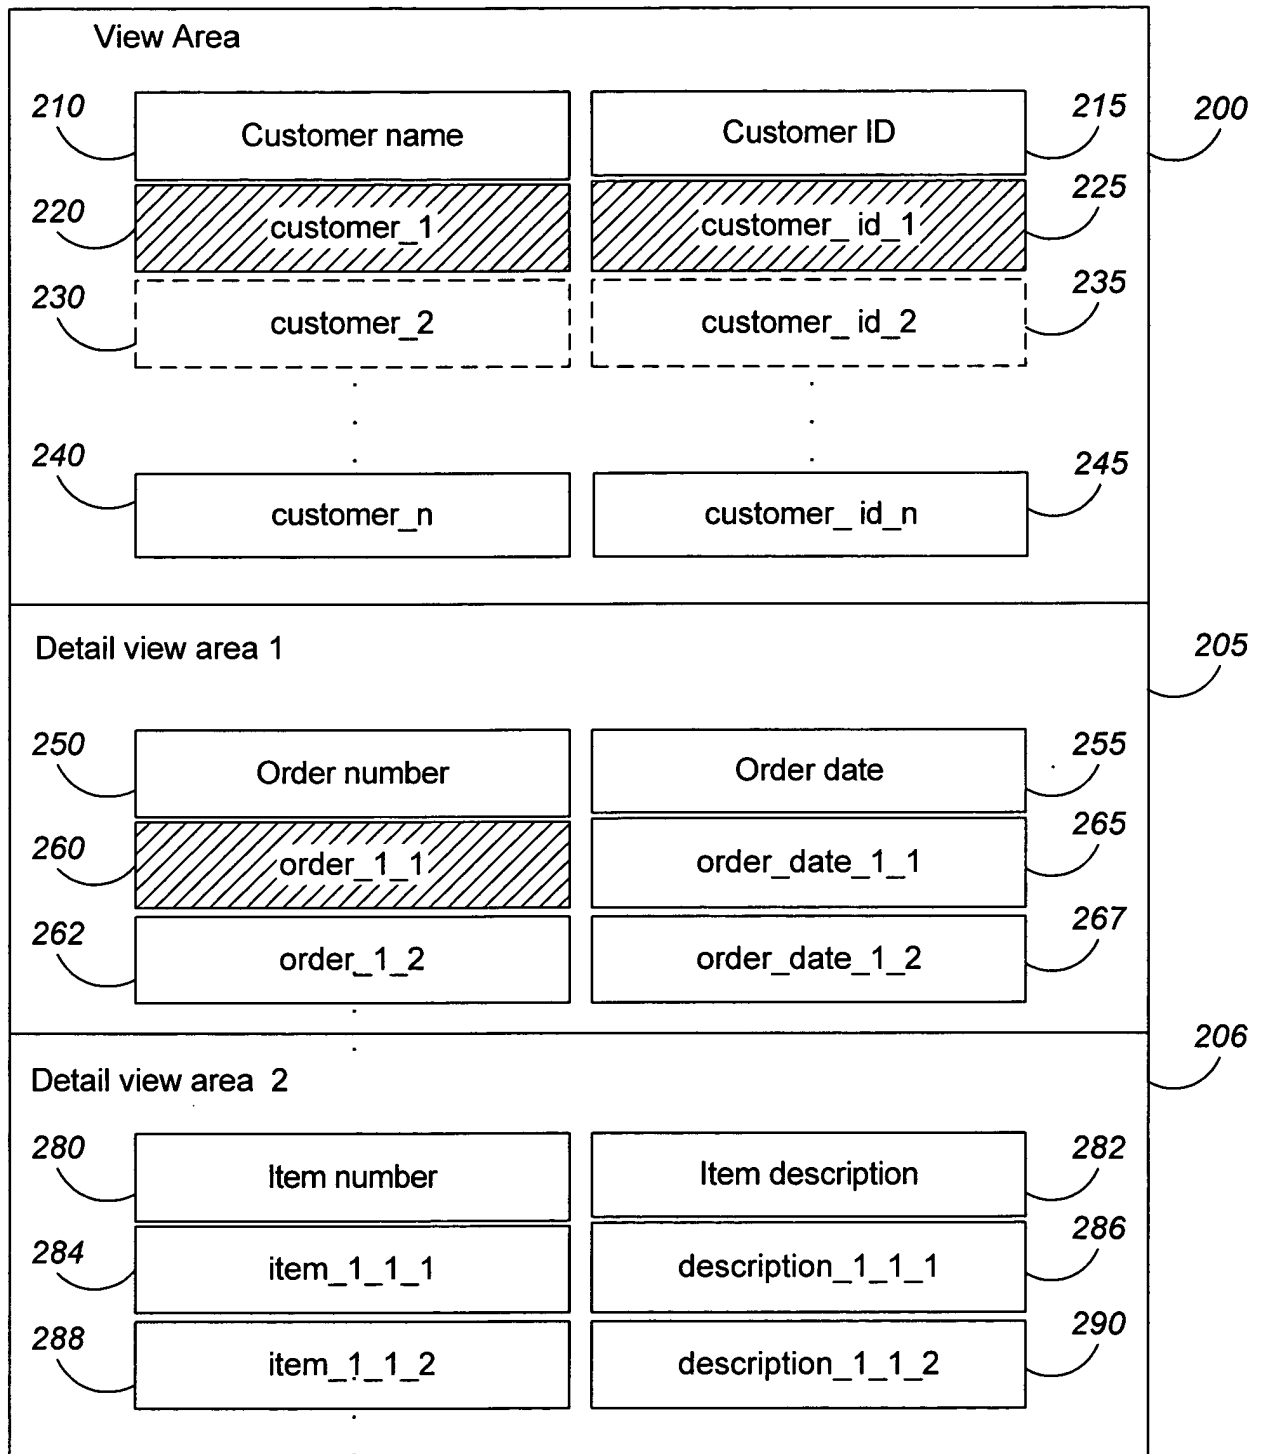 View Area
210 Customer name Customer ID 215 200
220 customer_1 customer_ id_1 225
230 customer_2 customer_ id_2 235
240 customer_n customer_ id_n 245
Detail view area 1 205
250 Order number Order date 255
260 order_1_1 order_date_1_1 265
262 order_1_2 order_date_1_2 267
206
Detail view area 2
280 Item number Item description 282
284 item_1_1_1 description_1_1_1 286
288 item_1_1_2 description_1_1_2 290